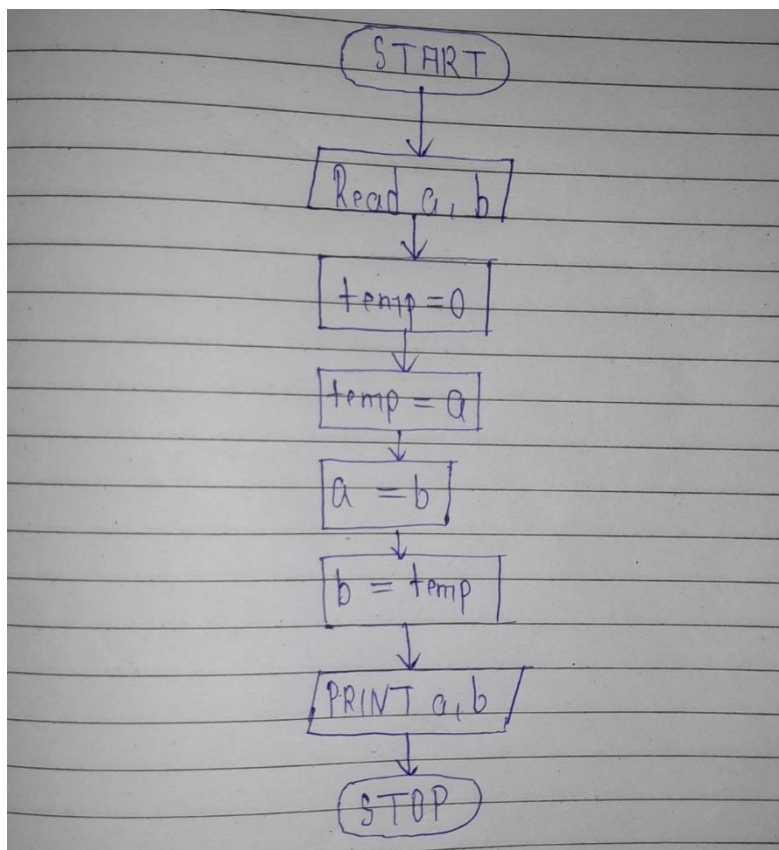 START
Read a, b
temp = 0
temp = a
a = b
b = temp
PRINT a, b
STOP